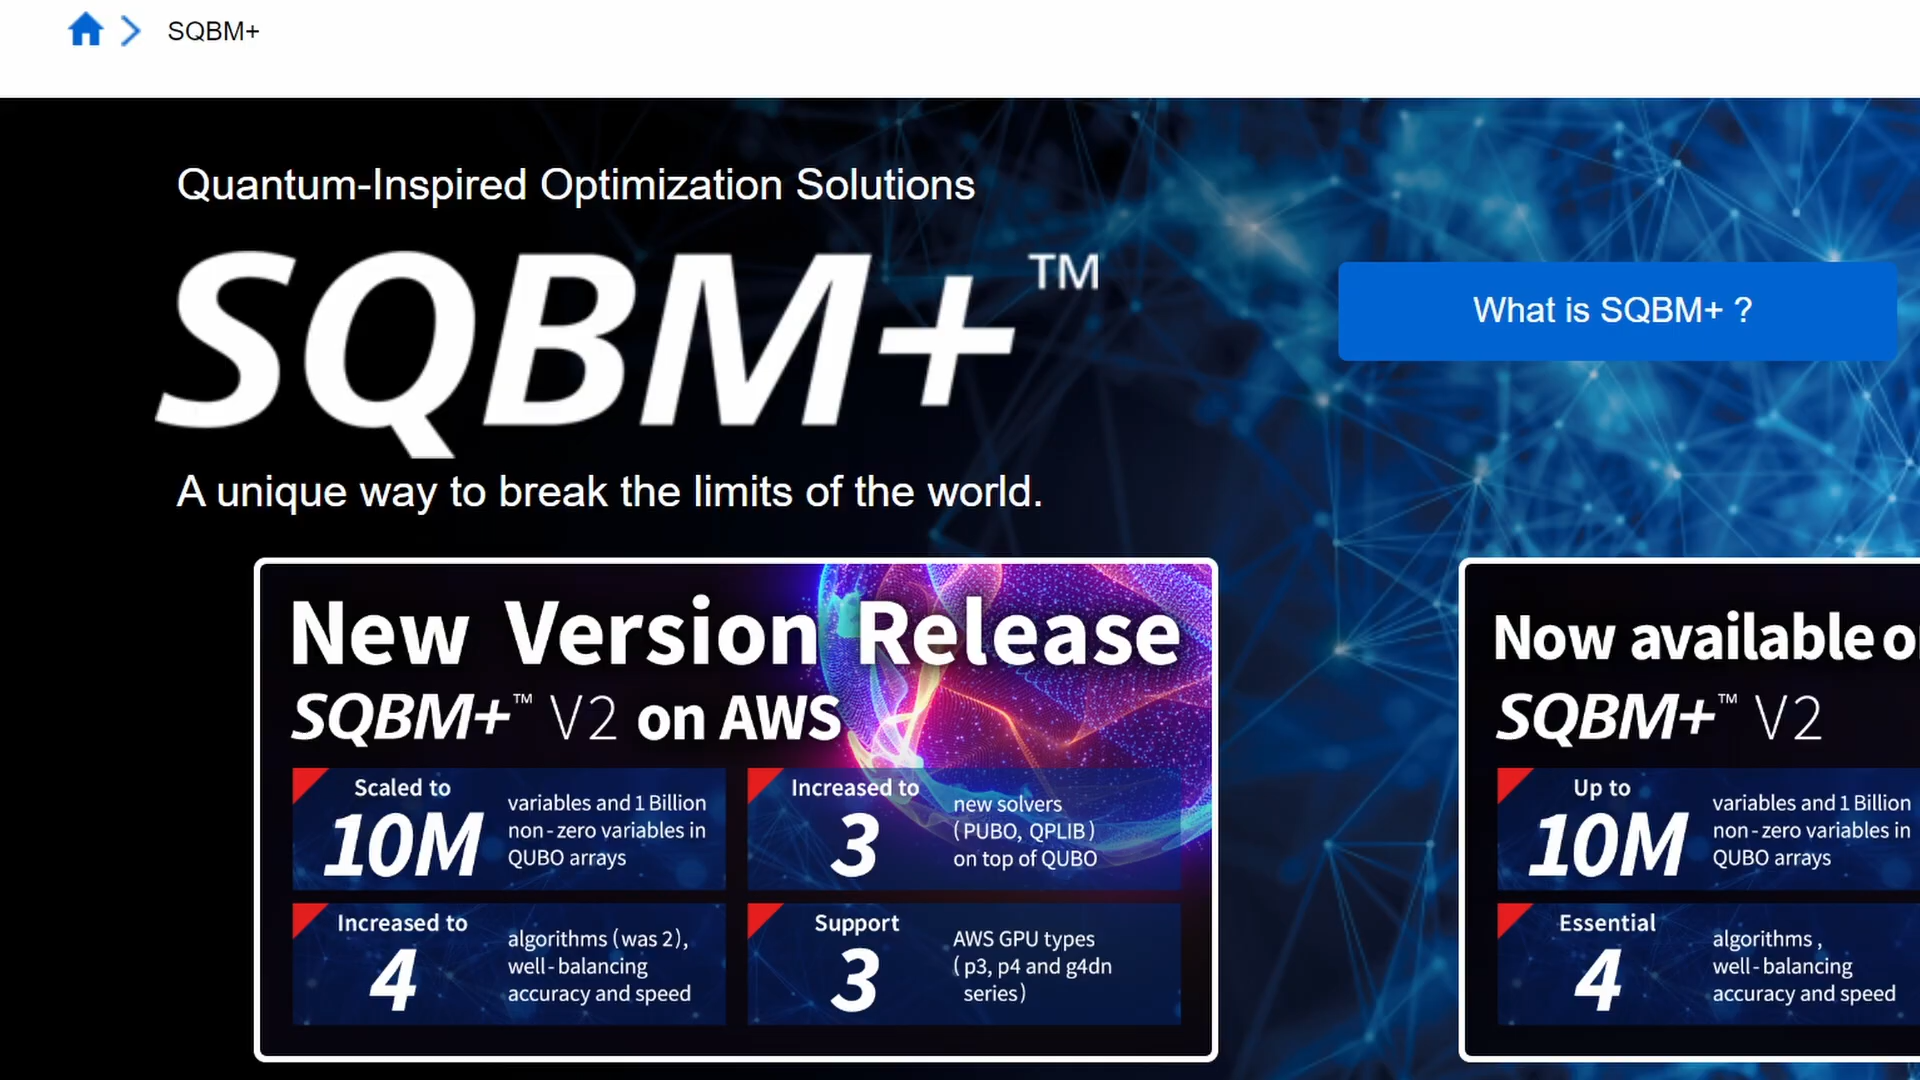 SQBM+
Quantum-Inspired Optimization Solutions
SQBM+™
What is SQBM+ ?
A unique way to break the limits of the world.
New Version Release
SQBM+™ V2 on AWS
Scaled to
10M
variables and 1 Billion
non-zero variables in
QUBO arrays
Increased to
3
new solvers
(PUBO, QPLIB)
on top of QUBO
Increased to
4
algorithms (was 2),
well-balancing
accuracy and speed
Support
3
AWS GPU types
(p3, p4 and g4dn
series)
Now available
SQBM+™ V2
Up to
10M
variables and 1 Billion
non-zero variables in
QUBO arrays
Essential
4
algorithms ,
well-balancing
accuracy and speed